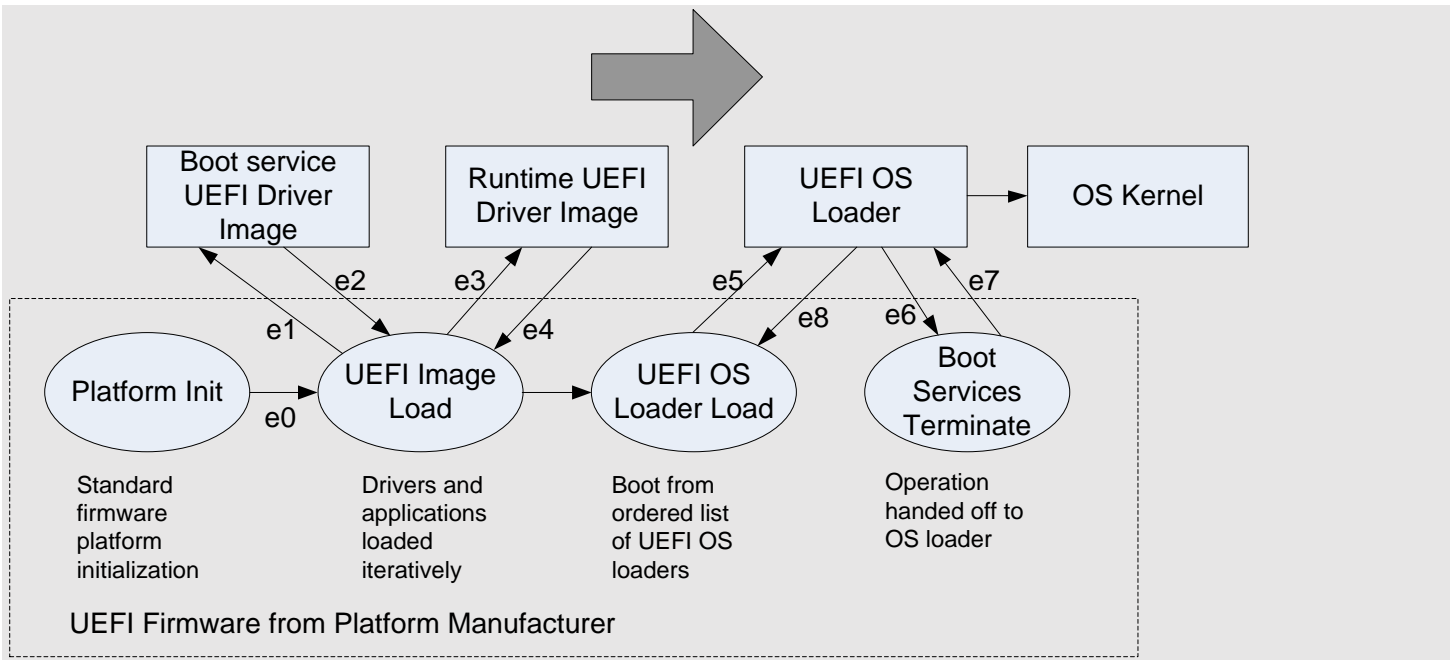 Boot service
UEFI Driver
Image
Runtime UEFI
Driver Image
UEFI OS
Loader
OS Kernel
e1
e2
e3
e4
e5
e8
e6
e7
Platform Init
e0
UEFI Image
Load
UEFI OS
Loader Load
Boot
Services
Terminate
Standard
firmware
platform
initialization
Drivers and
applications
loaded
iteratively
Boot from
ordered list
of UEFI OS
loaders
Operation
handed off to
OS loader
UEFI Firmware from Platform Manufacturer